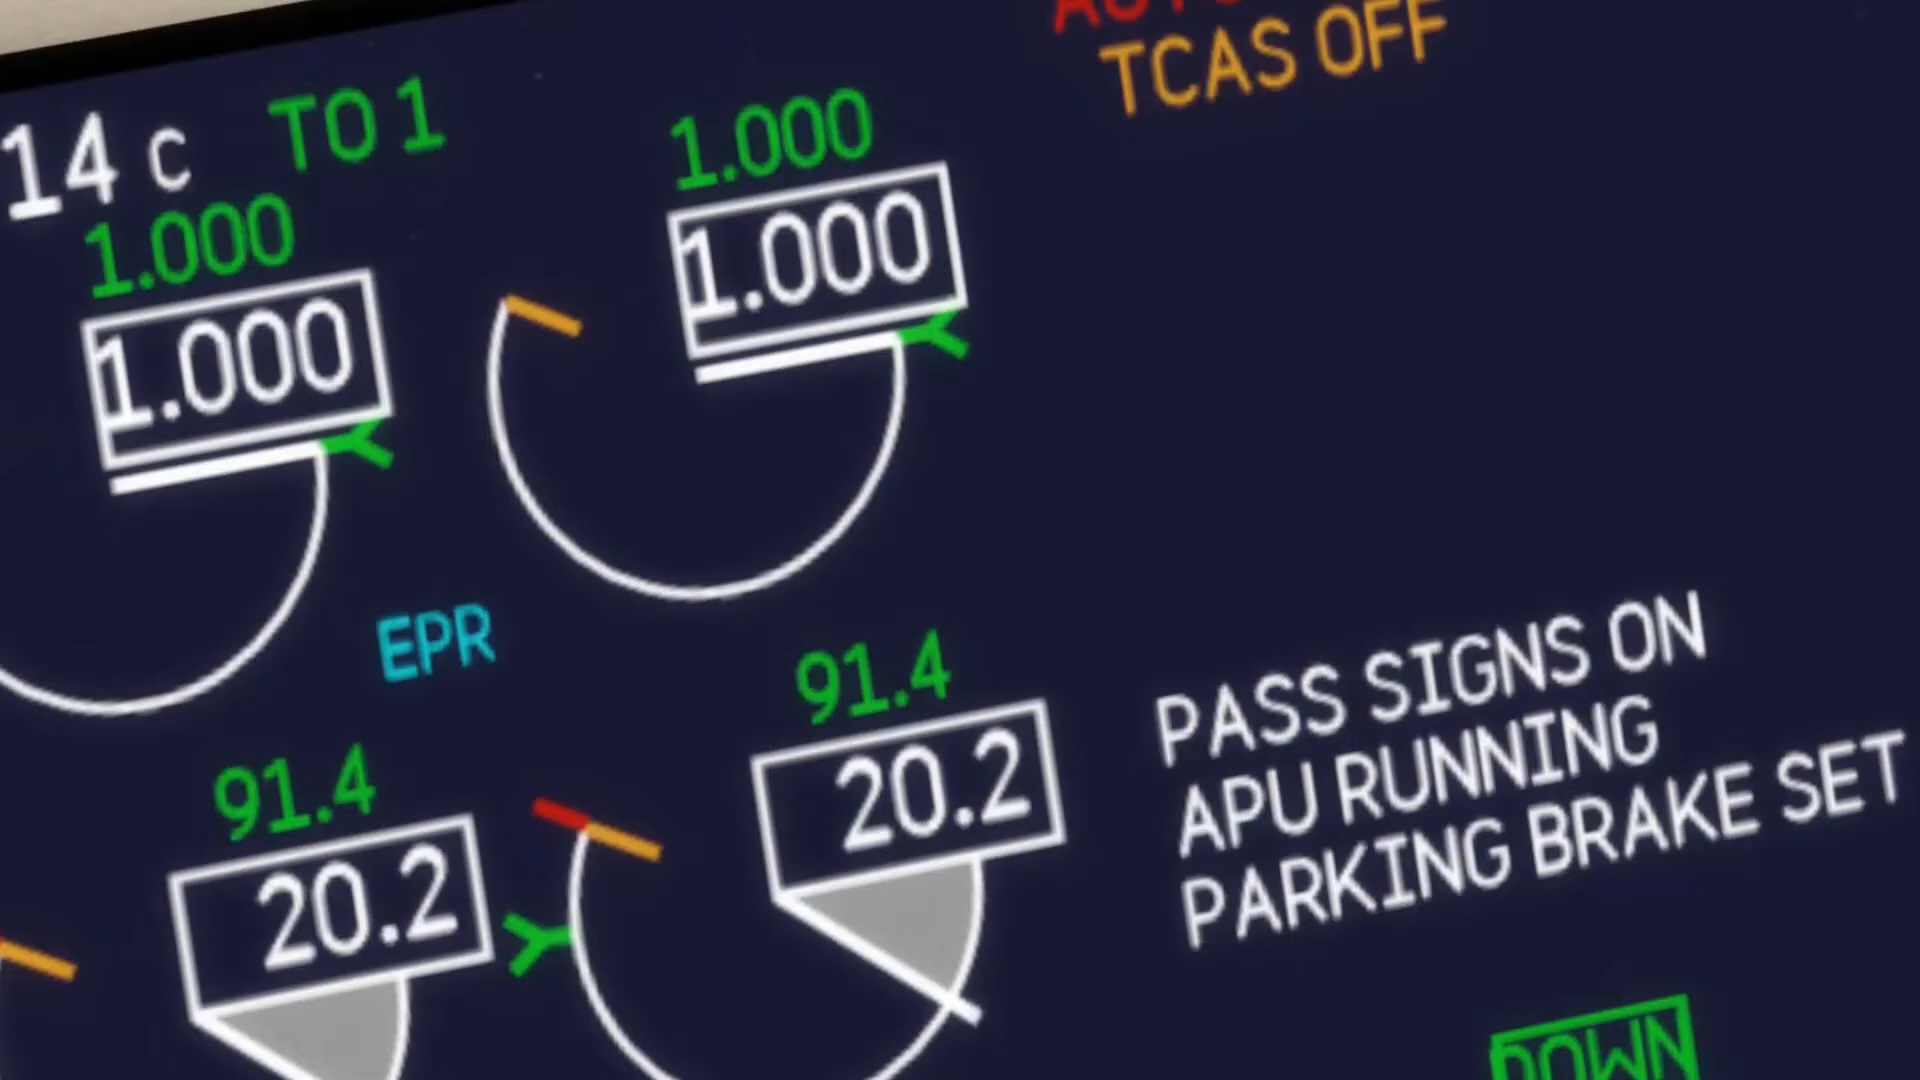 TCAS OFF
14 c TO 1
1.000 1.000
1.000 1.000
EPR
91.4 91.4
20.2 20.2
PASS SIGNS ON
APU RUNNING
PARKING BRAKE SET
DOWN